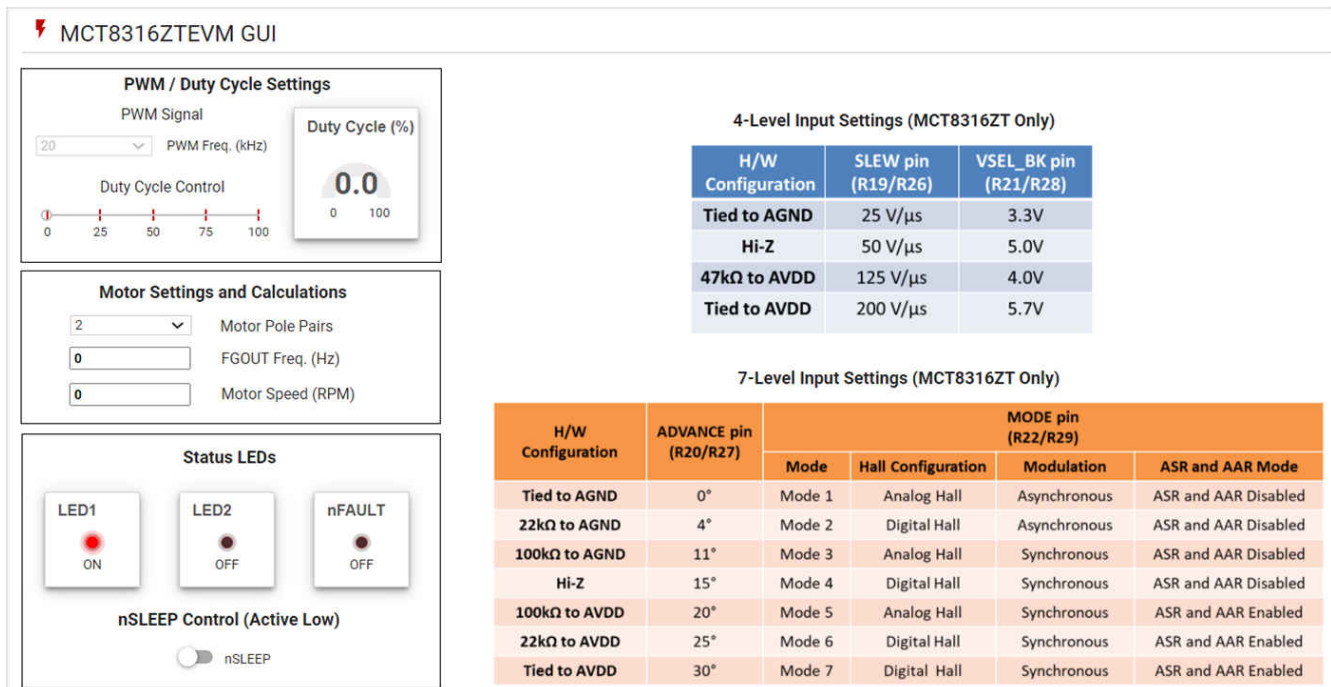 MCT8316ZTEVM GUI
PWM / Duty Cycle Settings
PWM Signal
20 PWM Freq. (kHz)
Duty Cycle Control
0 25 50 75 100
Duty Cycle (%)
0.0
0 100
Motor Settings and Calculations
2 Motor Pole Pairs
0 FGOUT Freq. (Hz)
0 Motor Speed (RPM)
Status LEDs
LED1 LED2 nFAULT
ON OFF OFF
nSLEEP Control (Active Low)
nSLEEP
4-Level Input Settings (MCT8316ZT Only)
H/W Configuration SLEW pin (R19/R26) VSEL_BK pin (R21/R28)
Tied to AGND 25 V/µs 3.3V
Hi-Z 50 V/µs 5.0V
47kΩ to AVDD 125 V/µs 4.0V
Tied to AVDD 200 V/µs 5.7V
7-Level Input Settings (MCT8316ZT Only)
H/W Configuration ADVANCE pin (R20/R27) MODE pin (R22/R29)
Mode Hall Configuration Modulation ASR and AAR Mode
Tied to AGND 0° Mode 1 Analog Hall Asynchronous ASR and AAR Disabled
22kΩ to AGND 4° Mode 2 Digital Hall Asynchronous ASR and AAR Disabled
100kΩ to AGND 11° Mode 3 Analog Hall Synchronous ASR and AAR Disabled
Hi-Z 15° Mode 4 Digital Hall Synchronous ASR and AAR Disabled
100kΩ to AVDD 20° Mode 5 Analog Hall Synchronous ASR and AAR Enabled
22kΩ to AVDD 25° Mode 6 Digital Hall Synchronous ASR and AAR Enabled
Tied to AVDD 30° Mode 7 Digital Hall Synchronous ASR and AAR Enabled